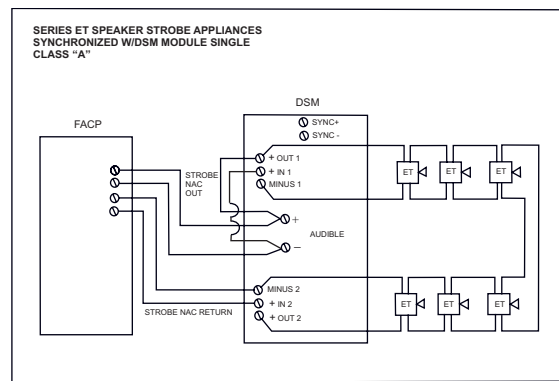 SERIES ET SPEAKER STROBE APPLIANCES
SYNCHRONIZED W/DSM MODULE SINGLE
CLASS “A”
DSM
FACP
SYNC+
SYNC -
+ OUT 1
+ IN 1
MINUS 1
STROBE
NAC
OUT
ET
ET
ET
+
AUDIBLE
–
MINUS 2
+ IN 2
+ OUT 2
STROBE NAC RETURN
ET
ET
ET